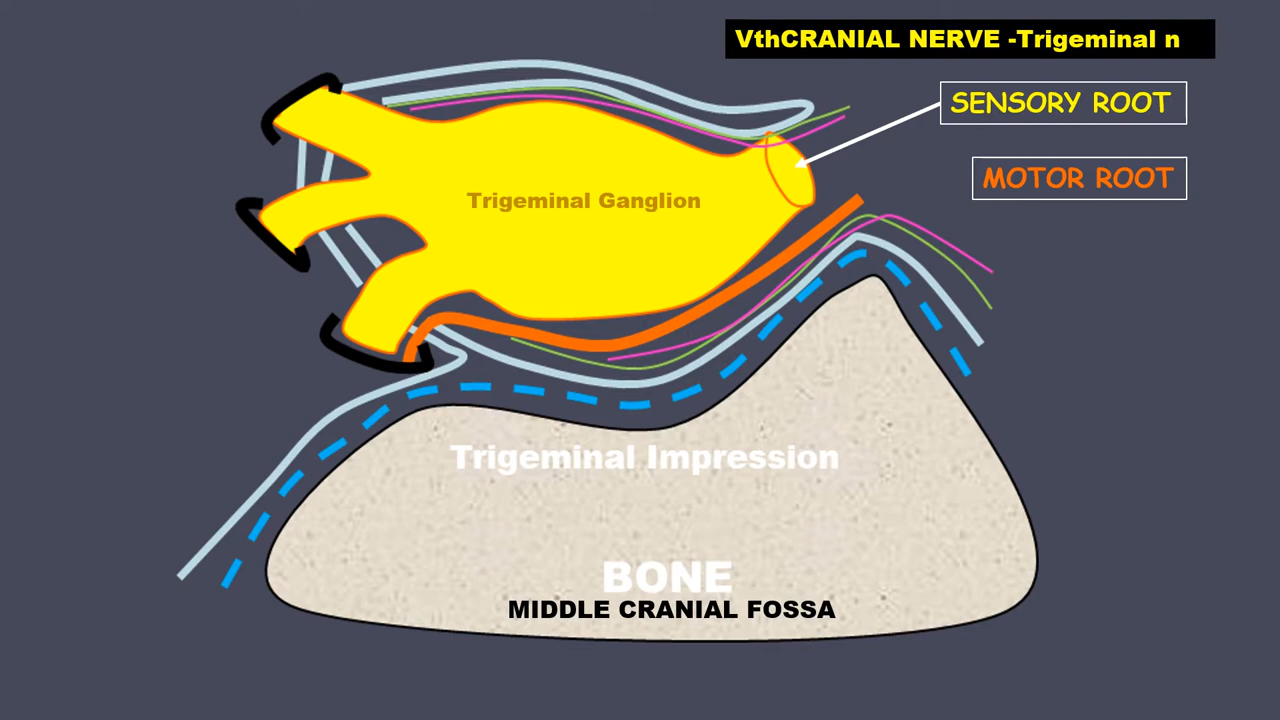 VthCRANIAL NERVE -Trigeminal n
SENSORY ROOT
MOTOR ROOT
Trigeminal Ganglion
Trigeminal Impression
BONE
MIDDLE CRANIAL FOSSA